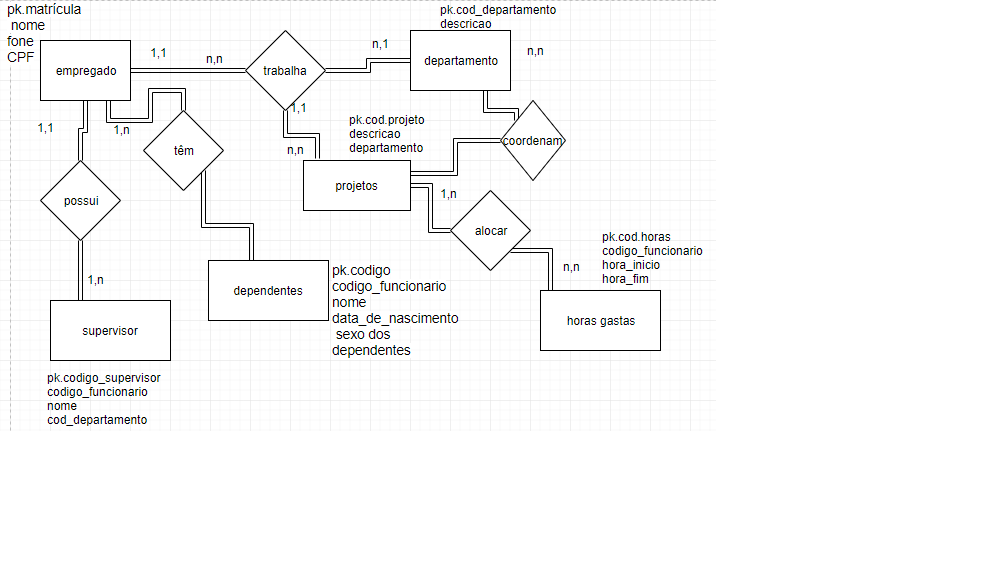 pk.matrícula
nome
fone
CPF
empregado
1,1
n,n
trabalha
n,1
pk.cod_departamento
descricao
departamento
n,n
1,1
1,n
têm
1,1
n,n
pk.cod.projeto
descricao
departamento
coordenam
projetos
1,n
possui
alocar
1,n
pk.cod.horas
codigo_funcionario
hora_inicio
hora_fim
n,n
horas gastas
dependentes
pk.codigo
codigo_funcionario
nome
data_de_nascimento
sexo dos
dependentes
supervisor
pk.codigo_supervisor
codigo_funcionario
nome
cod_departamento